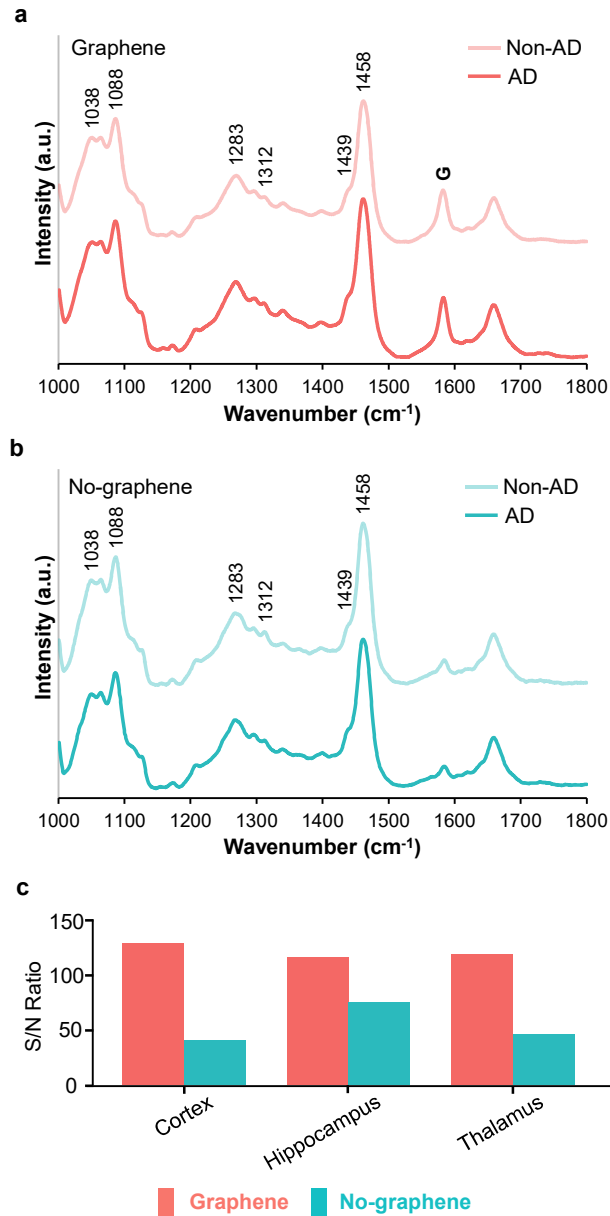 a
Graphene
Non-AD
AD
1038
1088
1283
1312
1439
1458
G
Intensity (a.u.)
1000 1100 1200 1300 1400 1500 1600 1700 1800
Wavenumber (cm⁻¹)
b
No-graphene
Non-AD
AD
1038
1088
1283
1312
1439
1458
Intensity (a.u.)
1000 1100 1200 1300 1400 1500 1600 1700 1800
Wavenumber (cm⁻¹)
c
150
100
50
0
S/N Ratio
Cortex
Hippocampus
Thalamus
Graphene No-graphene